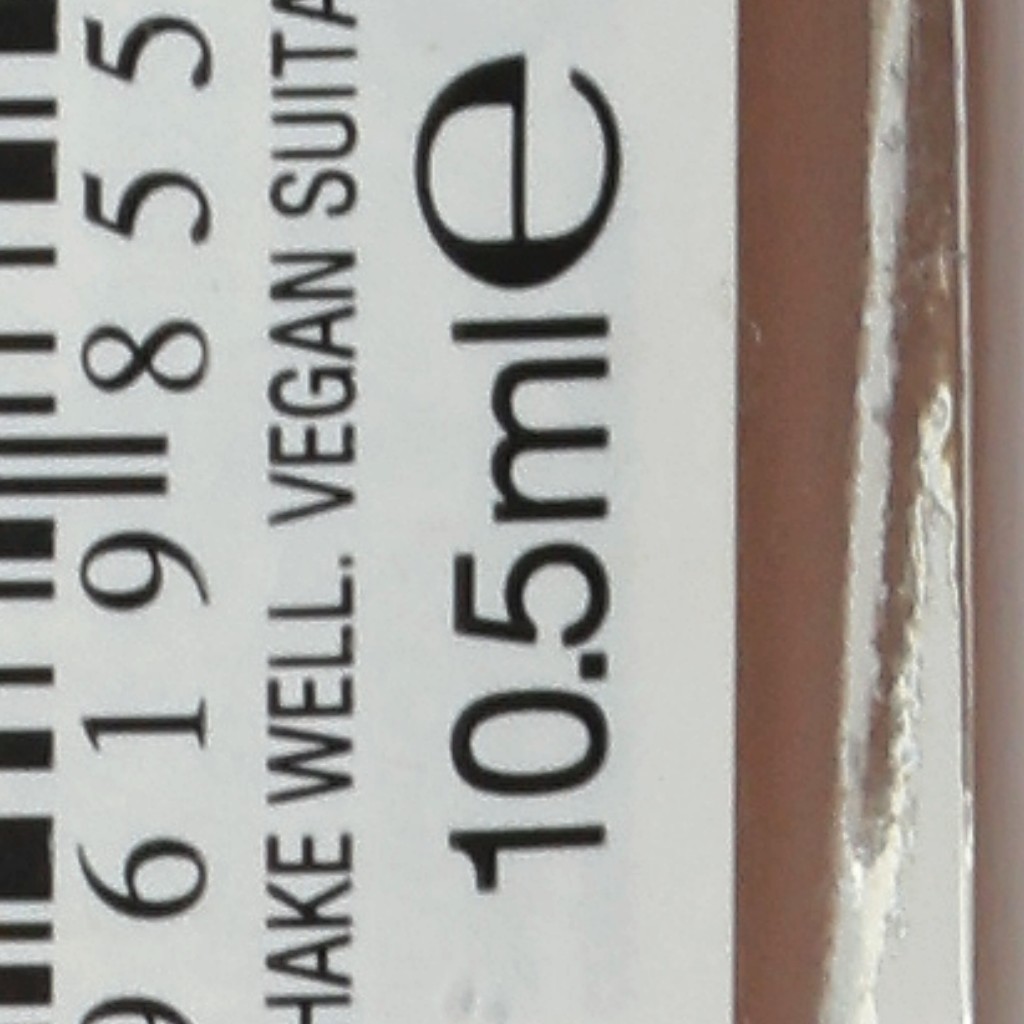 9 6 1 9 8 5 5
HAKE WELL. VEGAN SUITA
10.5ml℮